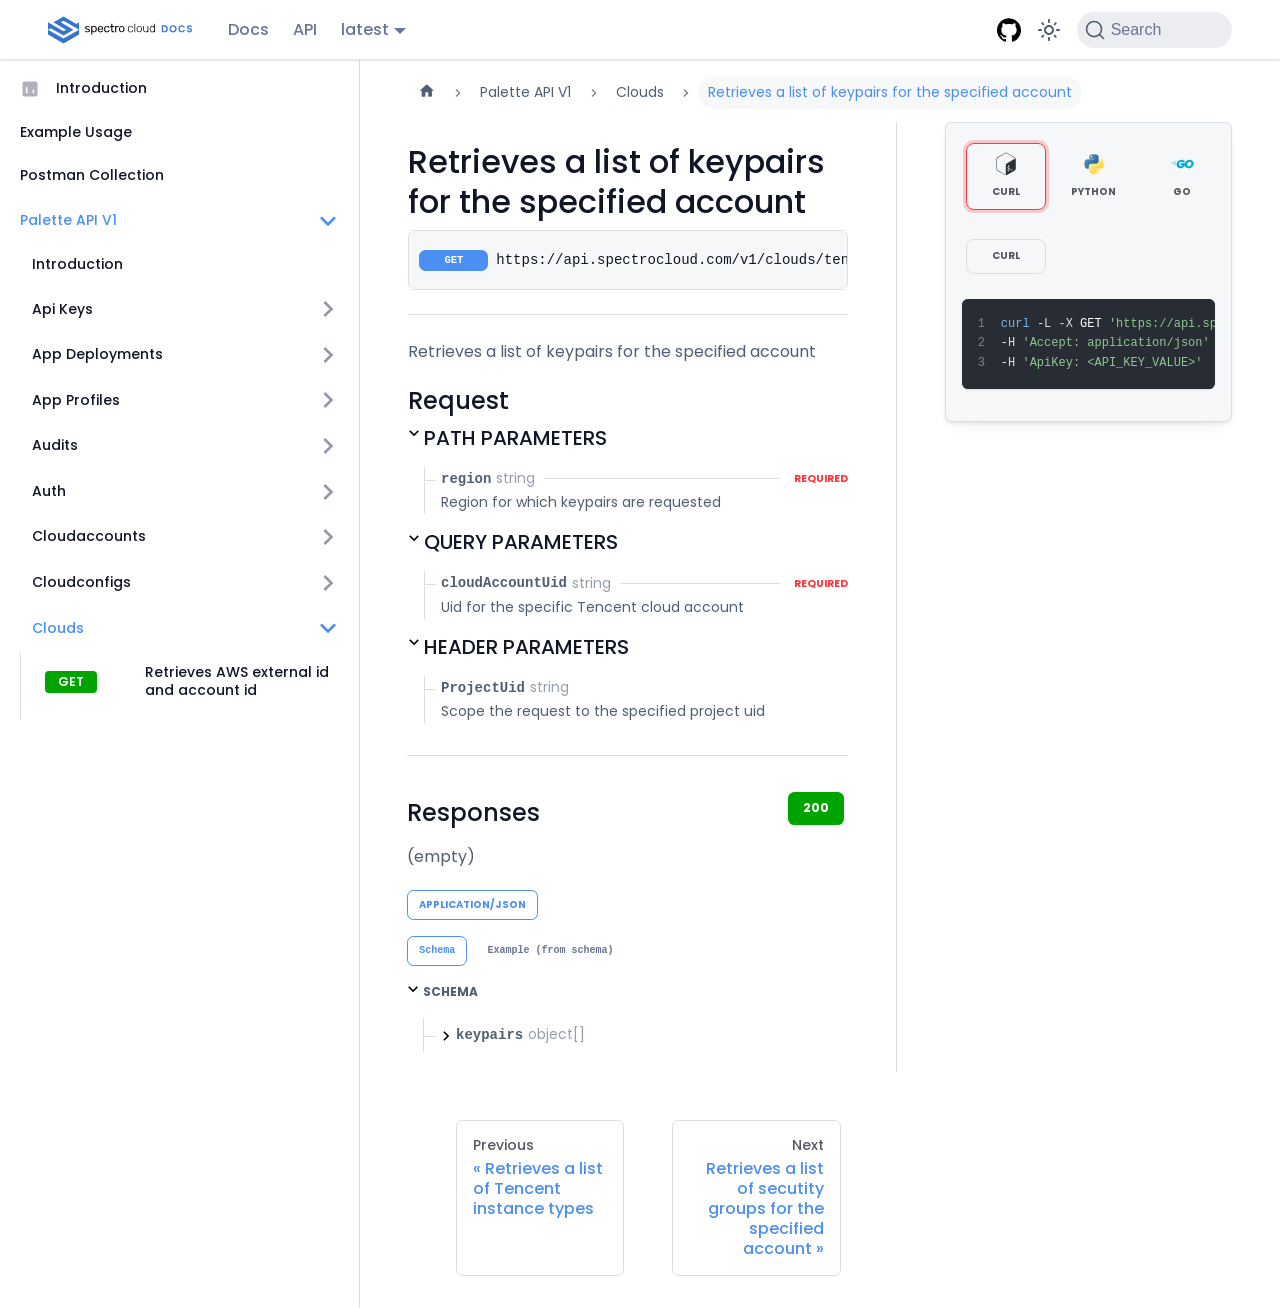 spectro cloud DOCS
Docs
API
latest
Search
Introduction
Example Usage
Postman Collection
Palette API V1
Introduction
Api Keys
App Deployments
App Profiles
Audits
Auth
Cloudaccounts
Cloudconfigs
Clouds
GET
Retrieves AWS external id
and account id
Palette API V1
Clouds
Retrieves a list of keypairs for the specified account
Retrieves a list of keypairs
for the specified account
GET
https://api.spectrocloud.com/v1/clouds/ten
Retrieves a list of keypairs for the specified account
Request
PATH PARAMETERS
region string
REQUIRED
Region for which keypairs are requested
QUERY PARAMETERS
cloudAccountUid string
REQUIRED
Uid for the specific Tencent cloud account
HEADER PARAMETERS
ProjectUid string
Scope the request to the specified project uid
Responses
200
(empty)
APPLICATION/JSON
Schema
Example (from schema)
SCHEMA
keypairs object[]
CURL
PYTHON
GO
CURL
1 curl -L -X GET 'https://api.sp
2 -H 'Accept: application/json'
3 -H 'ApiKey: <API_KEY_VALUE>'
Previous
« Retrieves a list
of Tencent
instance types
Next
Retrieves a list
of secutity
groups for the
specified
account »